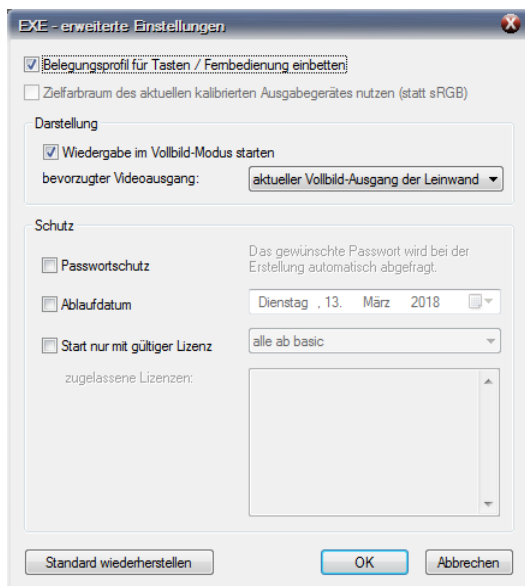 EXE - erweiterte Einstellungen
Belegungsprofil für Tasten / Fernbedienung einbetten
Zielfarbraum des aktuellen kalibrierten Ausgabegerätes nutzen (statt sRGB)
Darstellung
Wiedergabe im Vollbild-Modus starten
bevorzugter Videoausgang: aktueller Vollbild-Ausgang der Leinwand
Schutz
Passwortschutz
Das gewünschte Passwort wird bei der
Erstellung automatisch abgefragt.
Ablaufdatum Dienstag , 13. März 2018
Start nur mit gültiger Lizenz alle ab basic
zugelassene Lizenzen:
Standard wiederherstellen OK Abbrechen